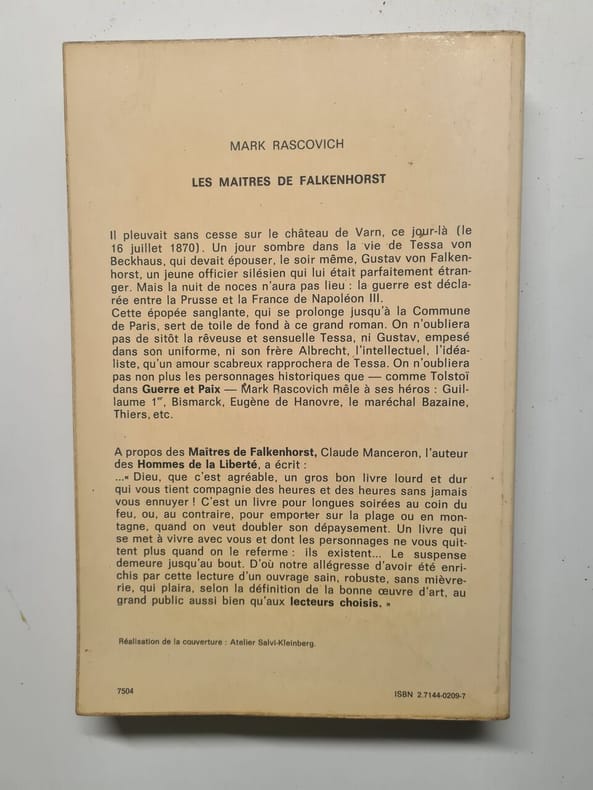 MARK RASCOVICH
LES MAITRES DE FALKENHORST
Il pleuvait sans cesse sur le château de Varn, ce jour-là (le
16 juillet 1870). Un jour sombre dans la vie de Tessa von
Beckhaus, qui devait épouser, le soir même, Gustav von Falken-
horst, un jeune officier silésien qui lui était parfaitement étran-
ger. Mais la nuit de noces n'aura pas lieu : la guerre est décla-
rée entre la Prusse et la France de Napoléon III.
Cette épopée sanglante, qui se prolonge jusqu'à la Commune
de Paris, sert de toile de fond à ce grand roman. On n'oubliera
pas de sitôt la rêveuse et sensuelle Tessa, ni Gustav, empesé
dans son uniforme, ni son frère Albrecht, l'intellectuel, l'idéa-
liste, qu'un amour scabreux rapprochera de Tessa. On n'oubliera
pas non plus les personnages historiques que — comme Tolstoï
dans Guerre et Paix — Mark Rascovich mêle à ses héros : Guil-
laume 1er, Bismarck, Eugène de Hanovre, le maréchal Bazaine,
Thiers, etc.
A propos des Maîtres de Falkenhorst, Claude Manceron, l'auteur
des Hommes de la Liberté, a écrit :
...« Dieu, que c'est agréable, un gros bon livre lourd et dur
qui vous tient compagnie des heures et des heures sans jamais
vous ennuyer ! C'est un livre pour longues soirées au coin du
feu, ou, au contraire, pour emporter sur la plage ou en mon-
tagne, quand on veut doubler son dépaysement. Un livre qui
se met à vivre avec vous et dont les personnages ne vous quit-
tent plus quand on le referme : ils existent... Le suspense
demeure jusqu'au bout. D'où notre allégresse d'avoir été enri-
chis par cette lecture d'un ouvrage sain, robuste, sans mièvre-
rie, qui plaira, selon la définition de la bonne œuvre d'art, au
grand public aussi bien qu'aux lecteurs choisis. »
Réalisation de la couverture : Atelier Salvi-Kleinberg.
7504
ISBN 2.7144-0209-7